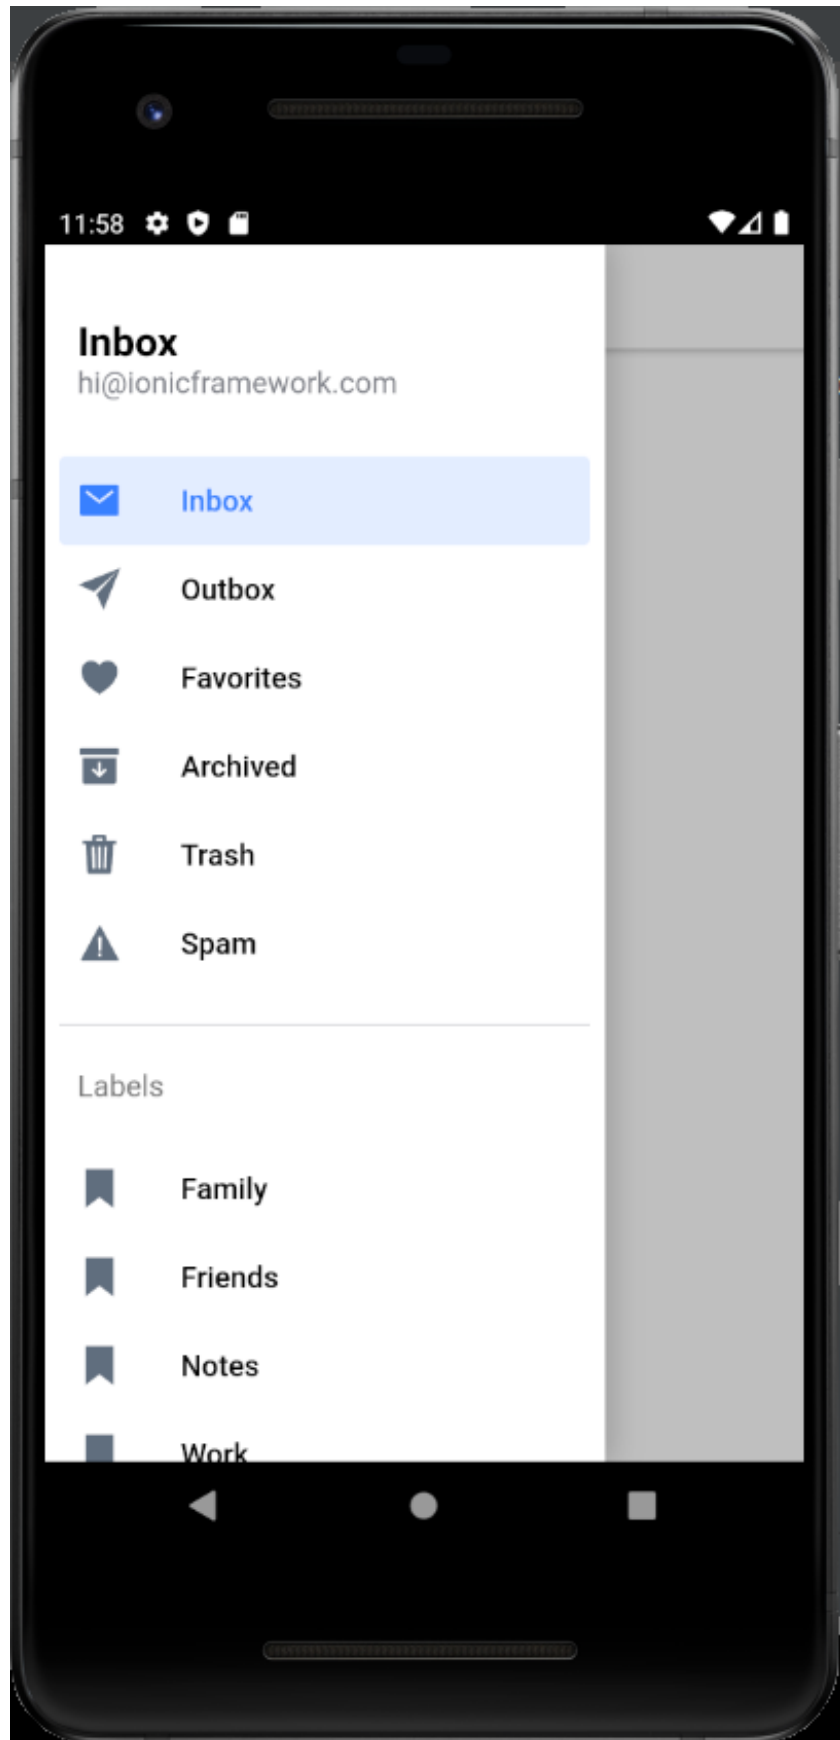 11:58
Inbox
hi@ionicframework.com
Inbox
Outbox
Favorites
Archived
Trash
Spam
Labels
Family
Friends
Notes
Work